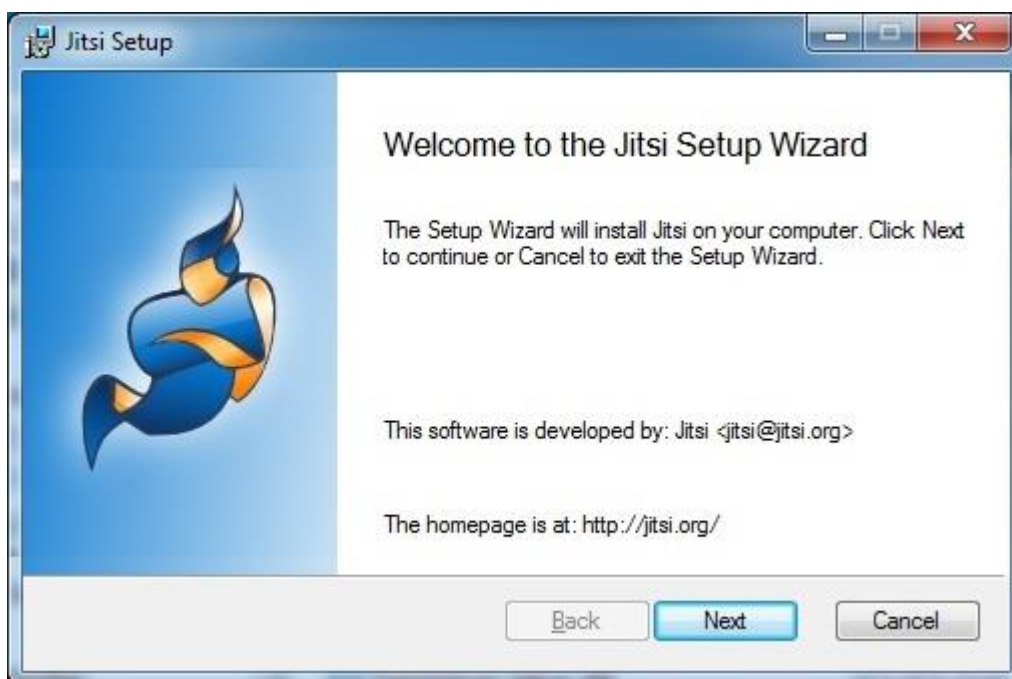 Jitsi Setup
Welcome to the Jitsi Setup Wizard
The Setup Wizard will install Jitsi on your computer. Click Next
to continue or Cancel to exit the Setup Wizard.
This software is developed by: Jitsi <jitsi@jitsi.org>
The homepage is at: http://jitsi.org/
Back Next Cancel